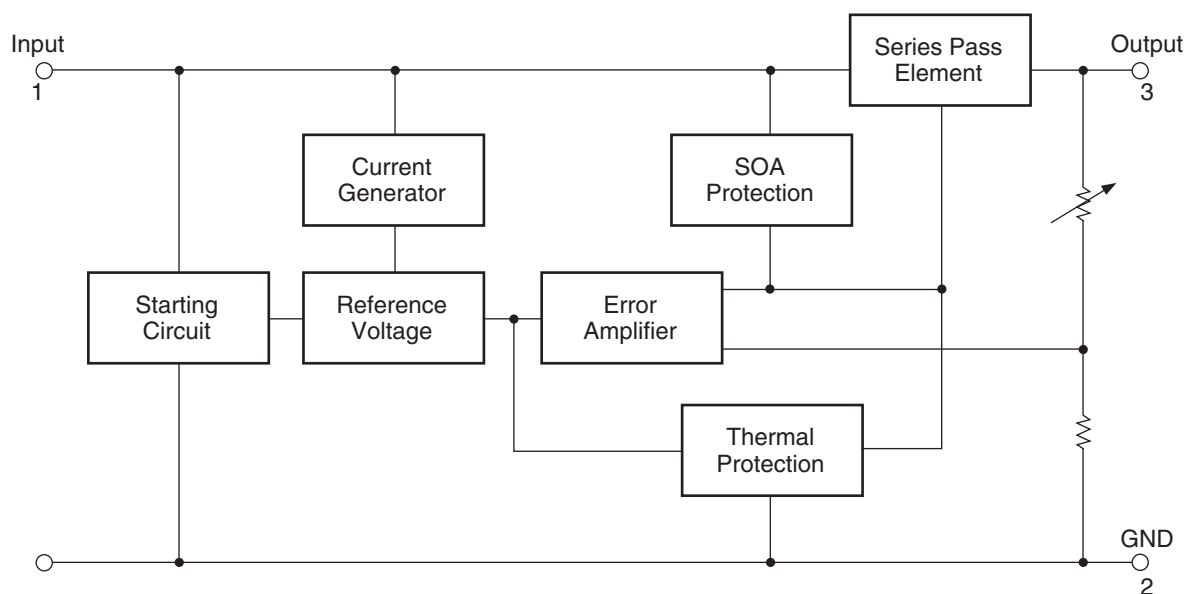 Input
1
Series Pass
Element
Output
3
Current
Generator
SOA
Protection
Starting
Circuit
Reference
Voltage
Error
Amplifier
Thermal
Protection
GND
2